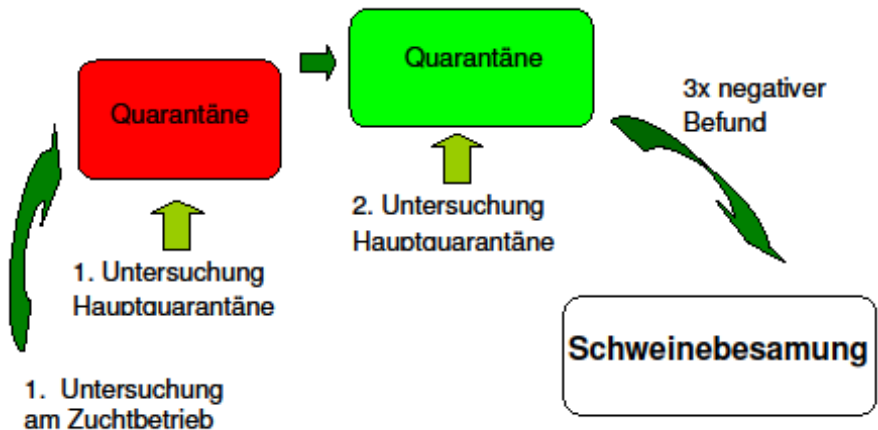 Quarantäne
Quarantäne
3x negativer
Befund
1. Untersuchung
Hauptquarantäne
2. Untersuchung
Hauptquarantäne
Schweinebesamung
1. Untersuchung
am Zuchtbetrieb